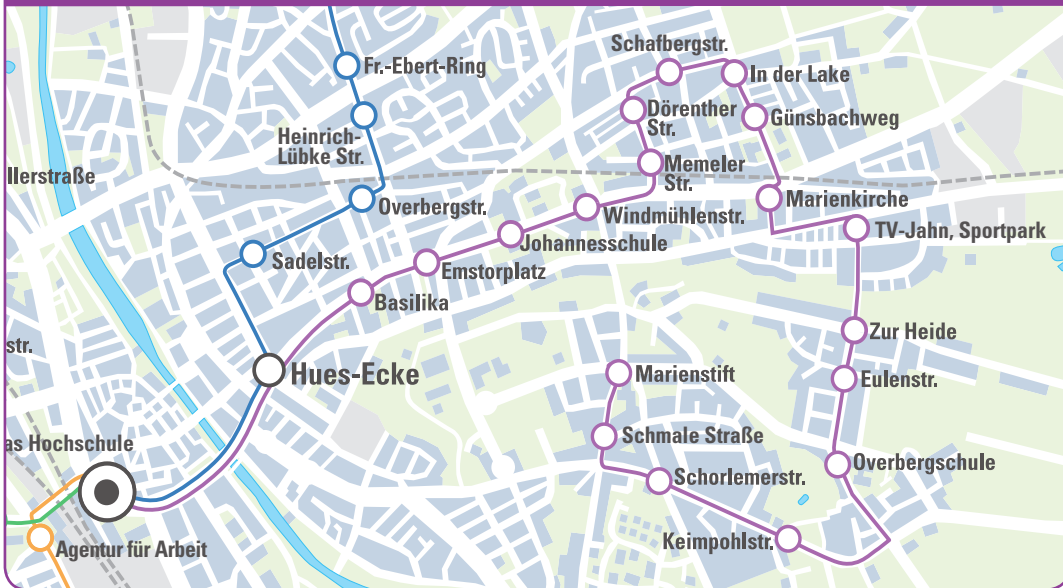 Schafbergstr.
Fr.-Ebert-Ring
In der Lake
Dörenther
Str.
Günsbachweg
Heinrich-
Lübke Str.
Memeler
Str.
llerstraße
Overbergstr.
Windmühlenstr.
Marienkirche
TV-Jahn, Sportpark
Johannesschule
Sadelstr.
Emstorplatz
Basilika
Zur Heide
str.
Hues-Ecke
Marienstift
Eulenstr.
as Hochschule
Schmale Straße
Overbergschule
Schorlemerstr.
Keimpohlstr.
Agentur für Arbeit